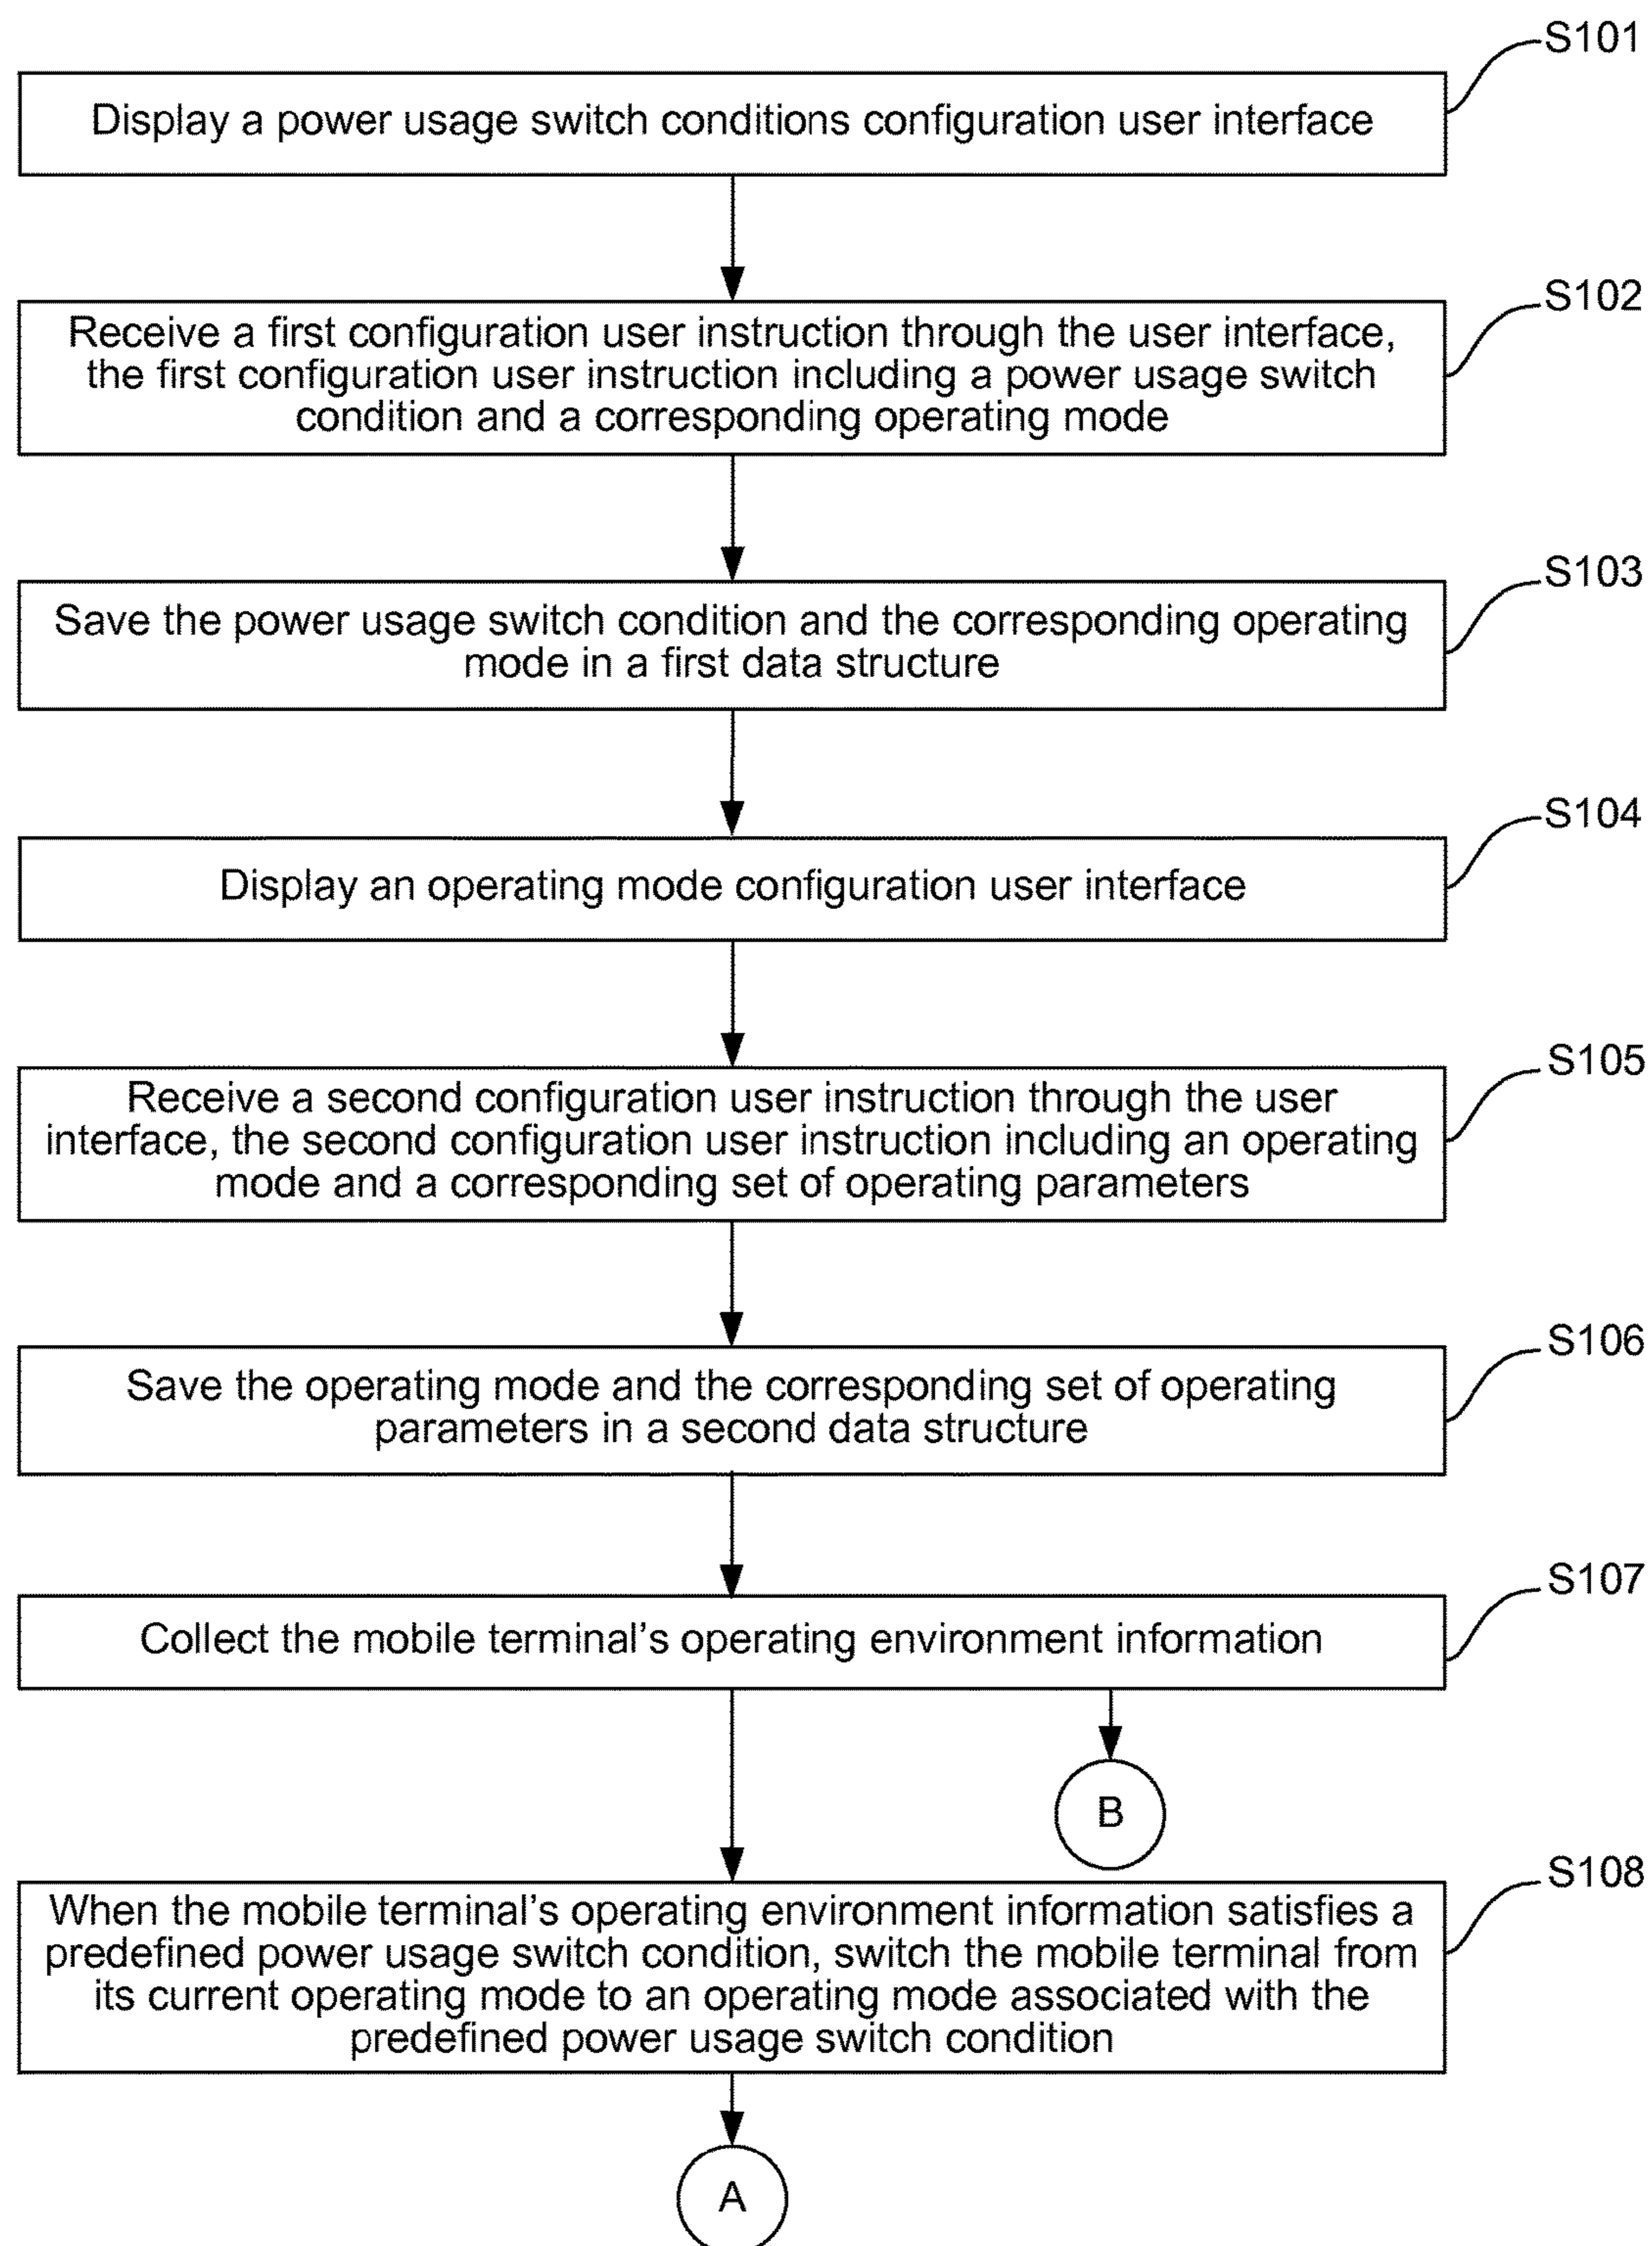 S101
Display a power usage switch conditions configuration user interface
S102
Receive a first configuration user instruction through the user interface,
the first configuration user instruction including a power usage switch
condition and a corresponding operating mode
S103
Save the power usage switch condition and the corresponding operating
mode in a first data structure
S104
Display an operating mode configuration user interface
S105
Receive a second configuration user instruction through the user
interface, the second configuration user instruction including an operating
mode and a corresponding set of operating parameters
S106
Save the operating mode and the corresponding set of operating
parameters in a second data structure
S107
Collect the mobile terminal’s operating environment information
B
S108
When the mobile terminal’s operating environment information satisfies a
predefined power usage switch condition, switch the mobile terminal from
its current operating mode to an operating mode associated with the
predefined power usage switch condition
A